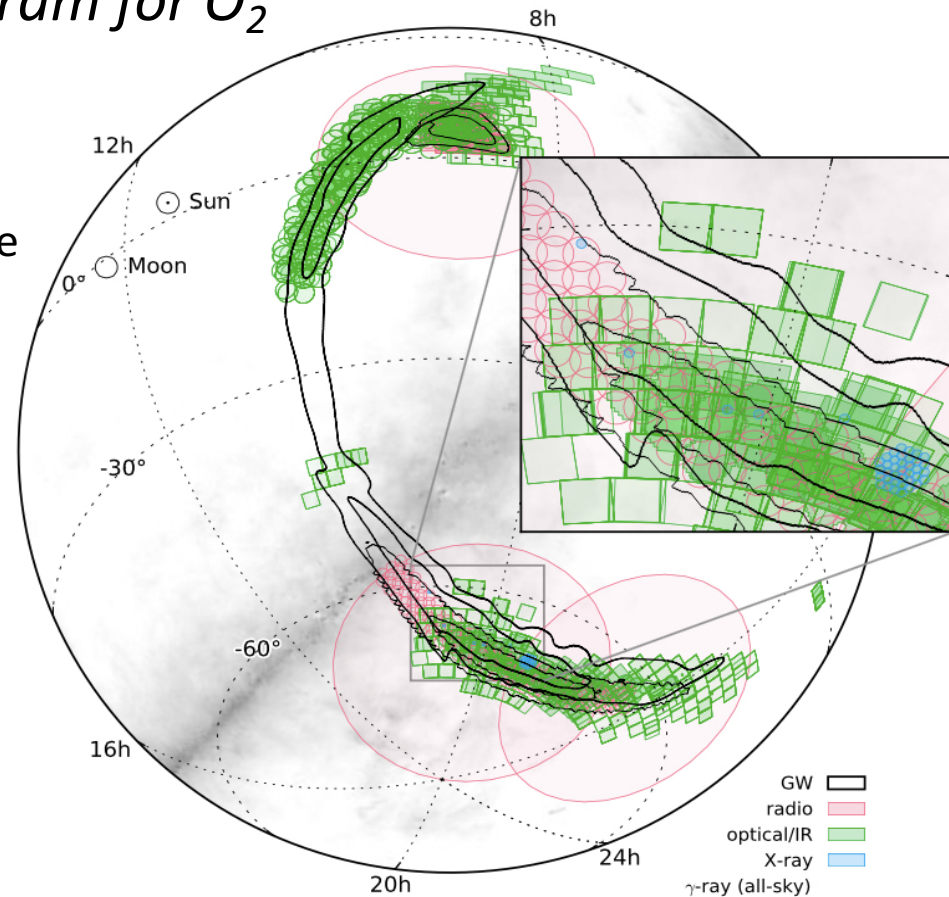 for O2
8h
12h
Sun
Moon
0°
-30°
-60°
16h
20h
24h
GW
radio
optical/IR
X-ray
γ-ray (all-sky)